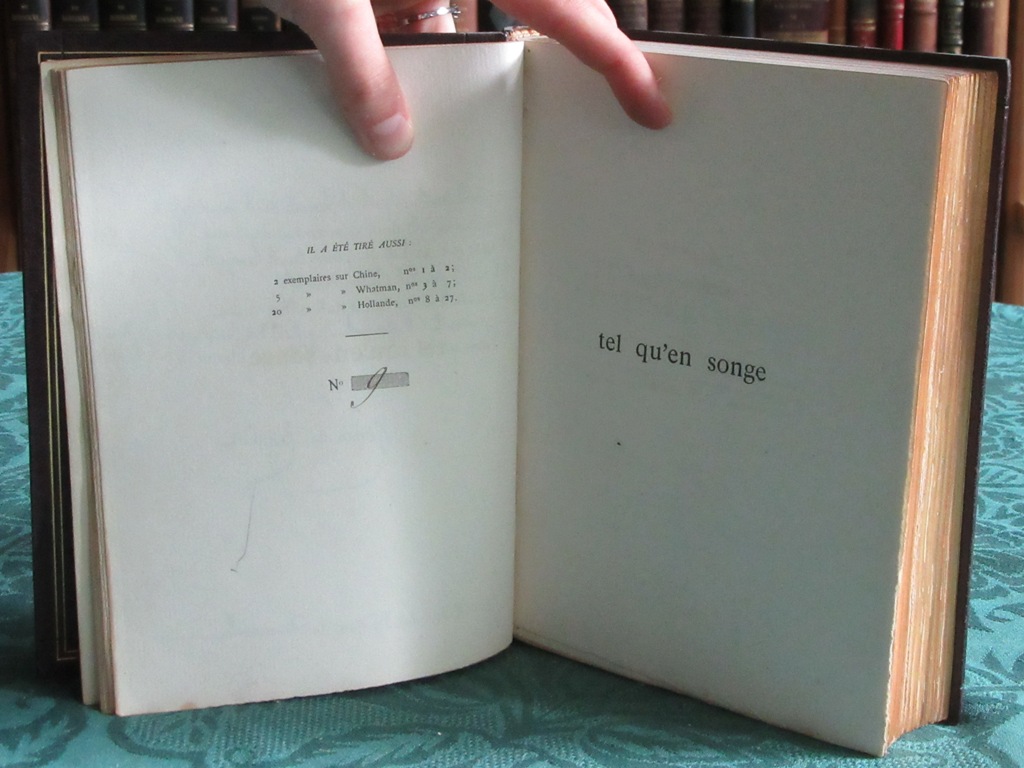 IL A ÉTÉ TIRÉ AUSSI :
2 exemplaires sur Chine, nos 1 à 2;
5 » » Whatman, nos 3 à 7;
20 » » Hollande, nos 8 à 27.
No 9
tel qu'en songe